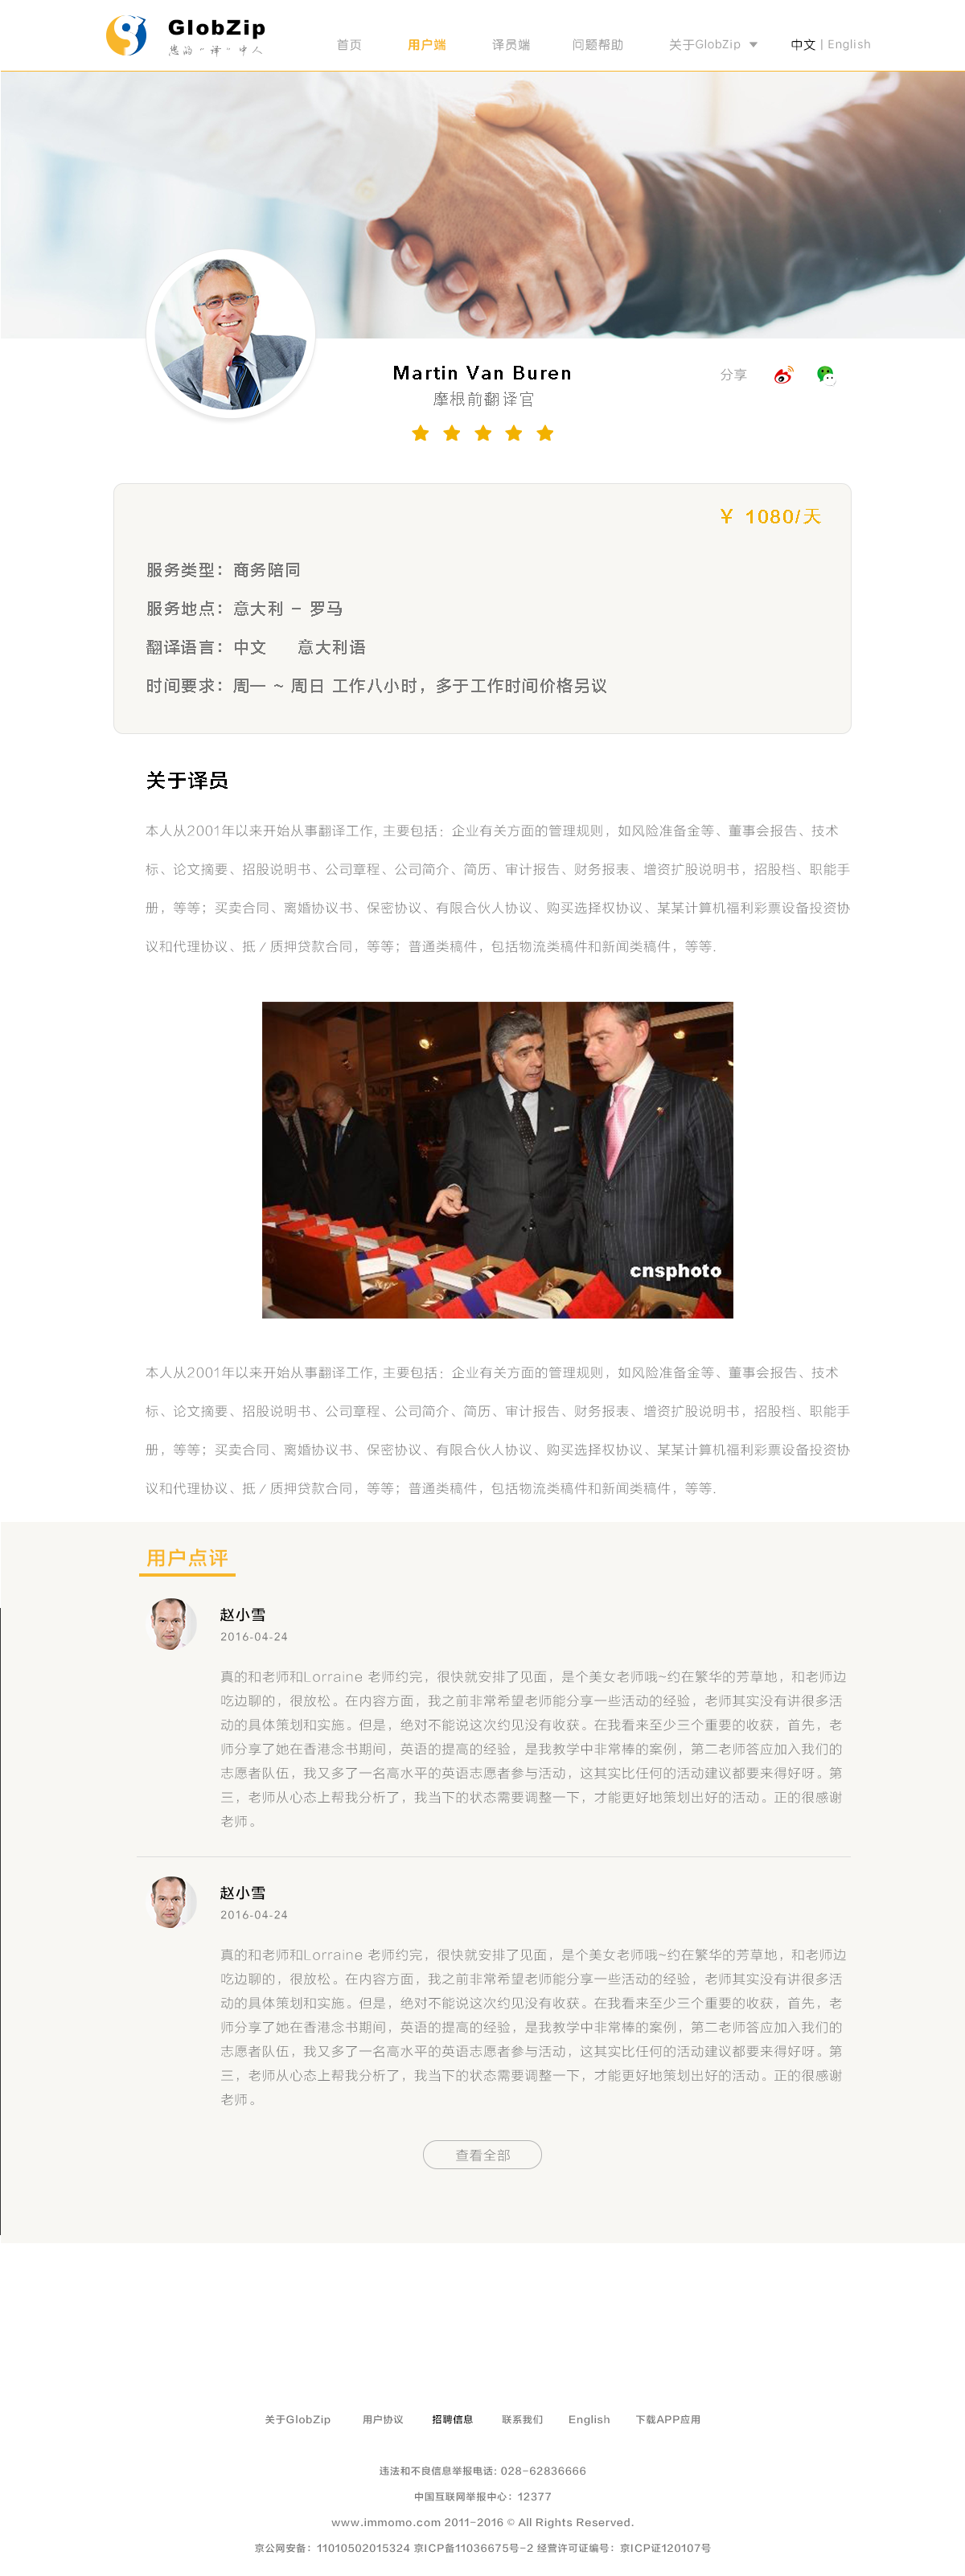 GlobZip
您的“译”中人
首页 用户端 译员端 问题帮助 关于GlobZip 中文 | English
Martin Van Buren
分享
摩根前翻译官
¥ 1080/天
服务类型：商务陪同
服务地点：意大利 - 罗马
翻译语言：中文 意大利语
时间要求：周一 ~ 周日 工作八小时，多于工作时间价格另议
关于译员
本人从2001年以来开始从事翻译工作, 主要包括：企业有关方面的管理规则，如风险准备金等、董事会报告、技术
标、论文摘要、招股说明书、公司章程、公司简介、简历、审计报告、财务报表、增资扩股说明书，招股档、职能手
册，等等；买卖合同、离婚协议书、保密协议、有限合伙人协议、购买选择权协议、某某计算机福利彩票设备投资协
议和代理协议、抵 / 质押贷款合同，等等；普通类稿件，包括物流类稿件和新闻类稿件，等等.
cnsphoto
本人从2001年以来开始从事翻译工作, 主要包括：企业有关方面的管理规则，如风险准备金等、董事会报告、技术
标、论文摘要、招股说明书、公司章程、公司简介、简历、审计报告、财务报表、增资扩股说明书，招股档、职能手
册，等等；买卖合同、离婚协议书、保密协议、有限合伙人协议、购买选择权协议、某某计算机福利彩票设备投资协
议和代理协议、抵 / 质押贷款合同，等等；普通类稿件，包括物流类稿件和新闻类稿件，等等.
用户点评
赵小雪
2016-04-24
真的和老师和Lorraine 老师约完，很快就安排了见面，是个美女老师哦~约在繁华的芳草地，和老师边
吃边聊的，很放松。在内容方面，我之前非常希望老师能分享一些活动的经验，老师其实没有讲很多活
动的具体策划和实施。但是，绝对不能说这次约见没有收获。在我看来至少三个重要的收获，首先，老
师分享了她在香港念书期间，英语的提高的经验，是我教学中非常棒的案例，第二老师答应加入我们的
志愿者队伍，我又多了一名高水平的英语志愿者参与活动，这其实比任何的活动建议都要来得好呀。第
三，老师从心态上帮我分析了，我当下的状态需要调整一下，才能更好地策划出好的活动。正的很感谢
老师。
赵小雪
2016-04-24
真的和老师和Lorraine 老师约完，很快就安排了见面，是个美女老师哦~约在繁华的芳草地，和老师边
吃边聊的，很放松。在内容方面，我之前非常希望老师能分享一些活动的经验，老师其实没有讲很多活
动的具体策划和实施。但是，绝对不能说这次约见没有收获。在我看来至少三个重要的收获，首先，老
师分享了她在香港念书期间，英语的提高的经验，是我教学中非常棒的案例，第二老师答应加入我们的
志愿者队伍，我又多了一名高水平的英语志愿者参与活动，这其实比任何的活动建议都要来得好呀。第
三，老师从心态上帮我分析了，我当下的状态需要调整一下，才能更好地策划出好的活动。正的很感谢
老师。
查看全部
关于GlobZip 用户协议 招聘信息 联系我们 English 下载APP应用
违法和不良信息举报电话: 028-62836666
中国互联网举报中心：12377
www.immomo.com 2011-2016 © All Rights Reserved.
京公网安备：11010502015324 京ICP备11036675号-2 经营许可证编号：京ICP证120107号